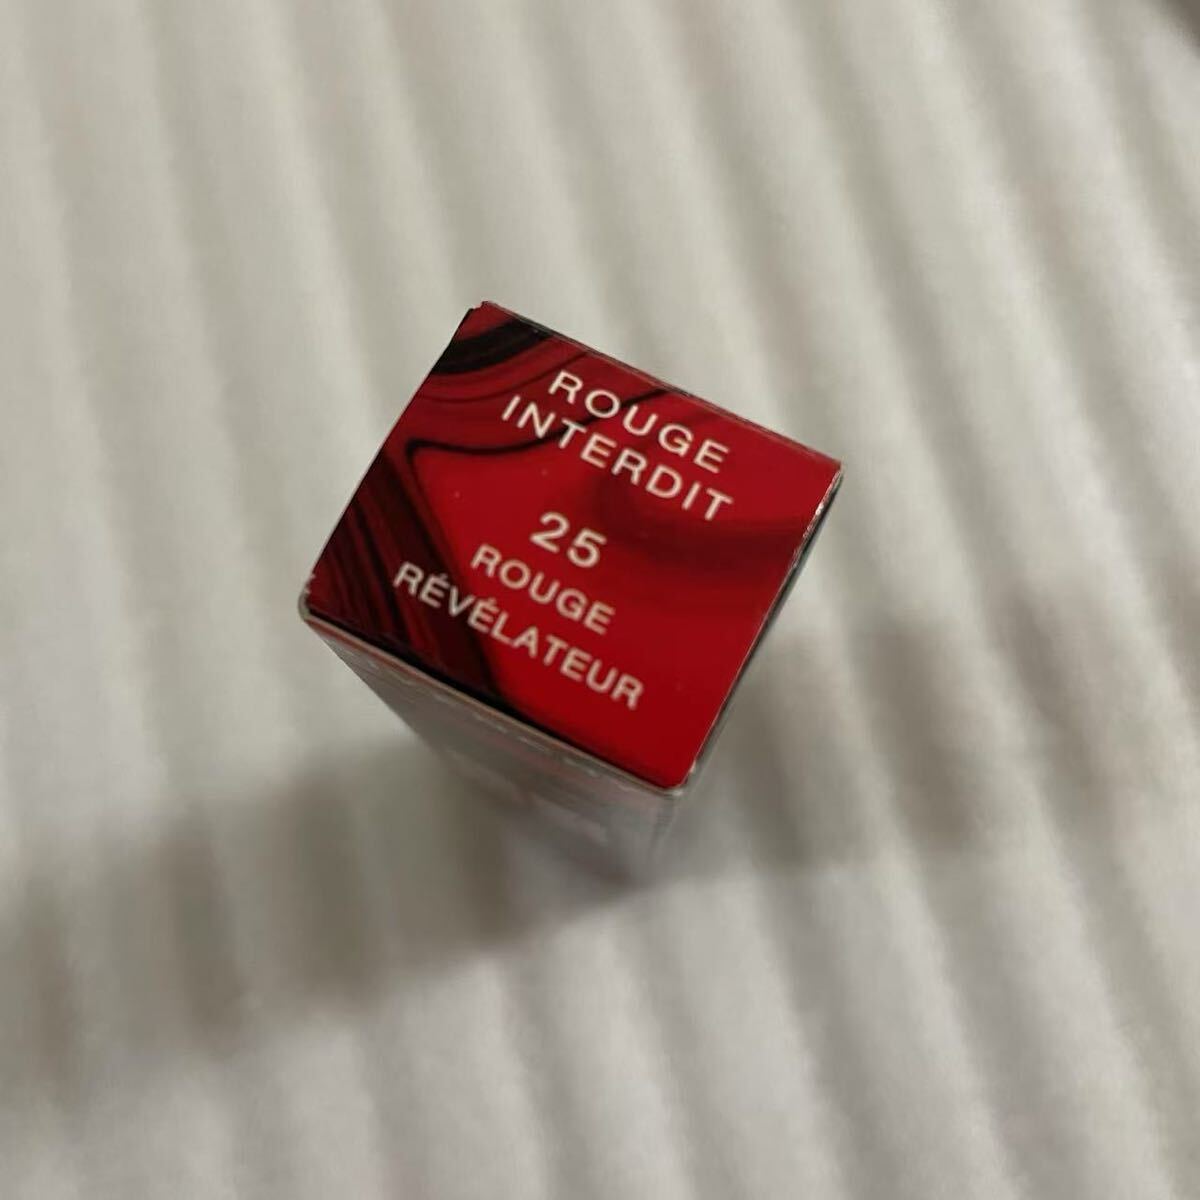 ROUGE
INTERDIT
25
ROUGE
RÉVÉLATEUR